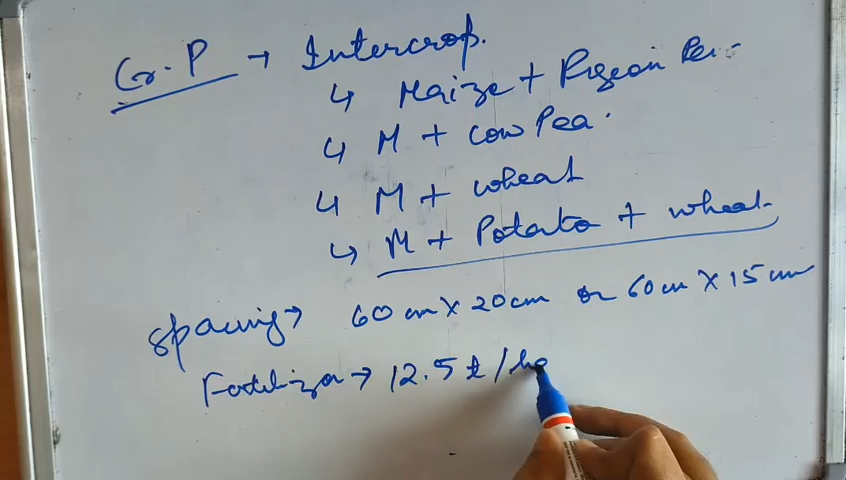 Cr.P → Intercrop.
↳ Maize + Pigeon Pea -
↳ M + cow Pea.
↳ M + wheat
↳ M + Potato + wheat.
spacing → 60 cm X 20 cm or 60 cm X 15 cm
Fertilizer → 12.5 t / ha